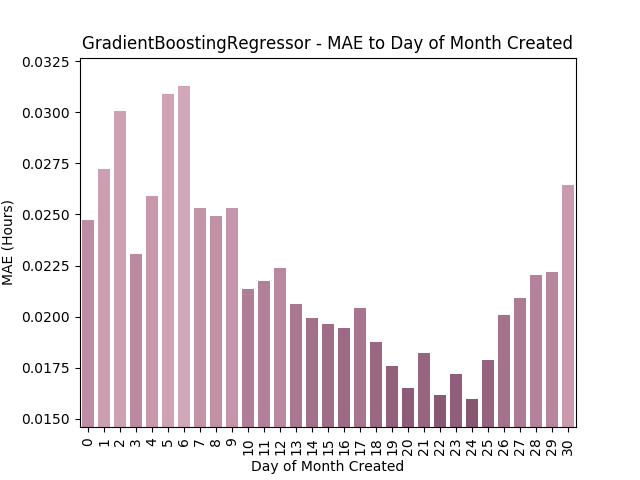 GradientBoostingRegressor - MAE to Day of Month Created
MAE (Hours)
0.0325
0.0300
0.0275
0.0250
0.0225
0.0200
0.0175
0.0150
0 1 2 3 4 5 6 7 8 9 10 11 12 13 14 15 16 17 18 19 20 21 22 23 24 25 26 27 28 29 30
Day of Month Created